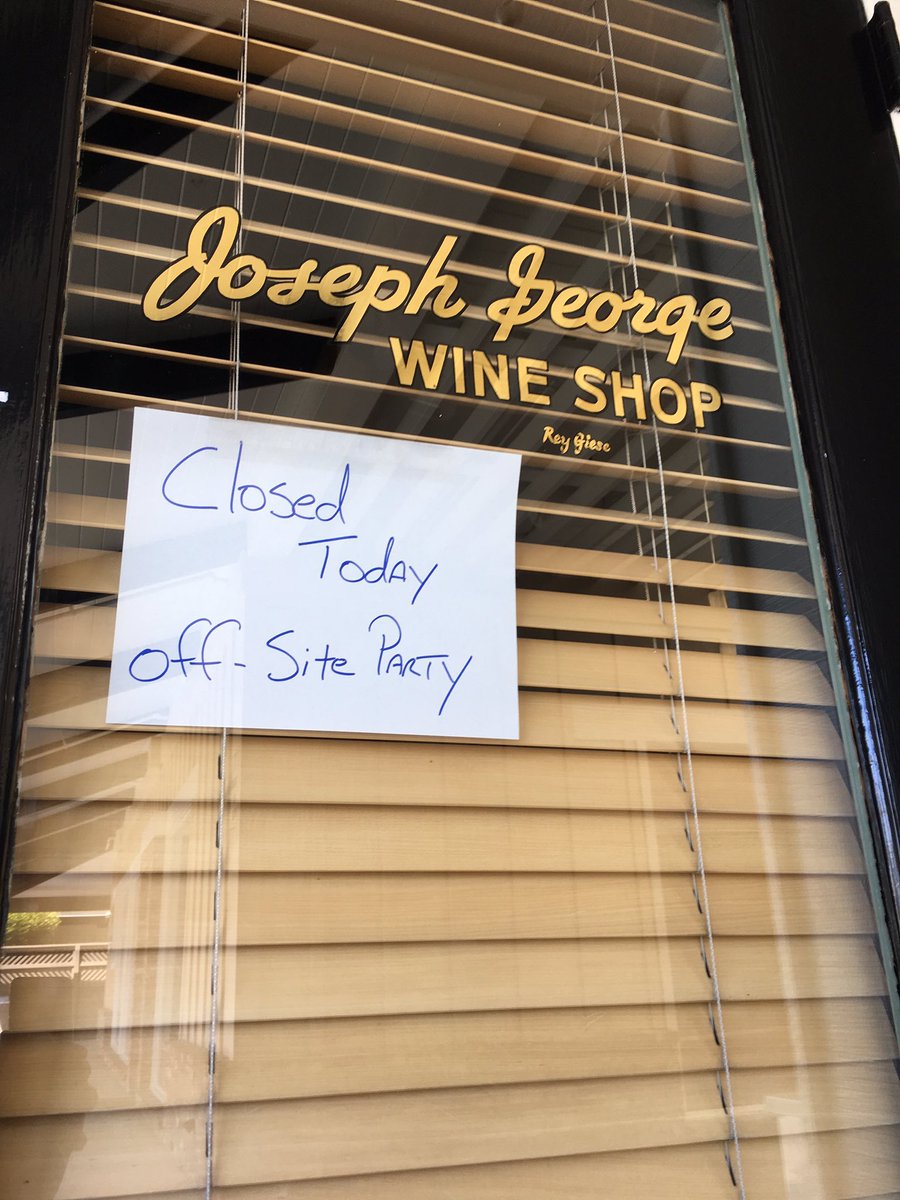 Joseph George
WINE SHOP
Rey Giese
Closed
Today
Off-Site Party